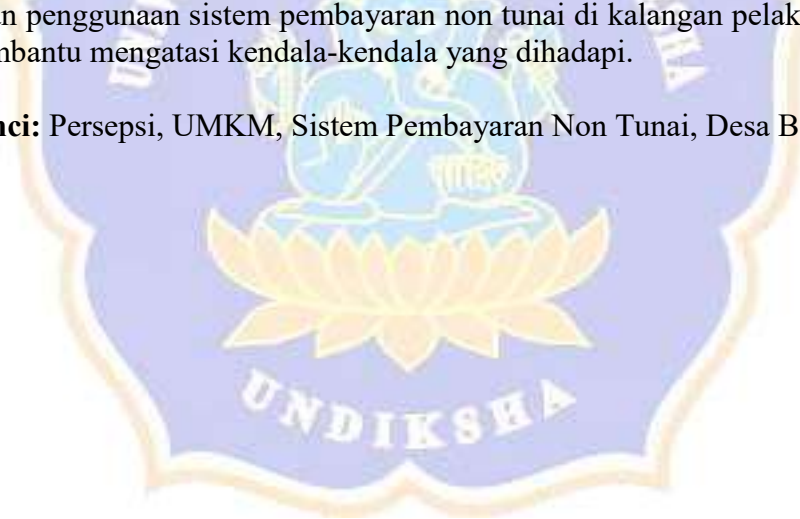 an penggunaan sistem pembayaran non tunai di kalangan pelak
mbantu mengatasi kendala-kendala yang dihadapi.
nci: Persepsi, UMKM, Sistem Pembayaran Non Tunai, Desa B
UNDIKSHA